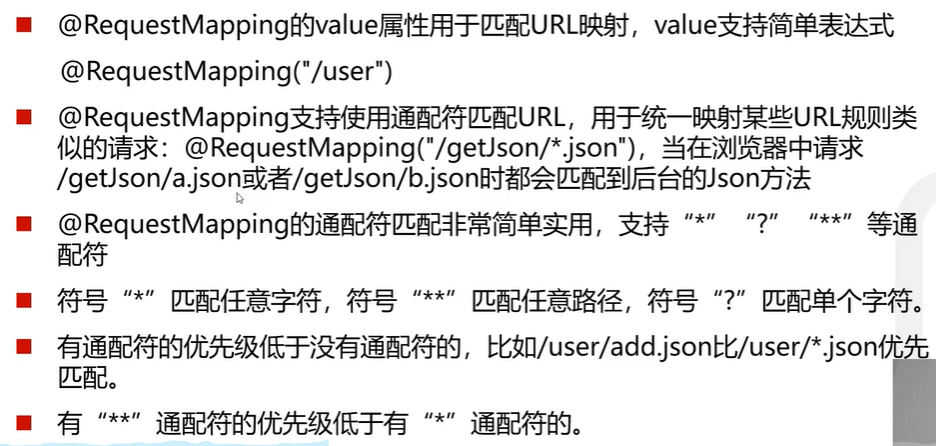 @RequestMapping的value属性用于匹配URL映射，value支持简单表达式
@RequestMapping("/user")
@RequestMapping支持使用通配符匹配URL，用于统一映射某些URL规则类
似的请求：@RequestMapping("/getJson/*.json")，当在浏览器中请求
/getJson/a.json或者/getJson/b.json时都会匹配到后台的Json方法
@RequestMapping的通配符匹配非常简单实用，支持“*”“?”“**”等通
配符
符号“*”匹配任意字符，符号“**”匹配任意路径，符号“?”匹配单个字符。
有通配符的优先级低于没有通配符的，比如/user/add.json比/user/*.json优先
匹配。
有“**”通配符的优先级低于有“*”通配符的。